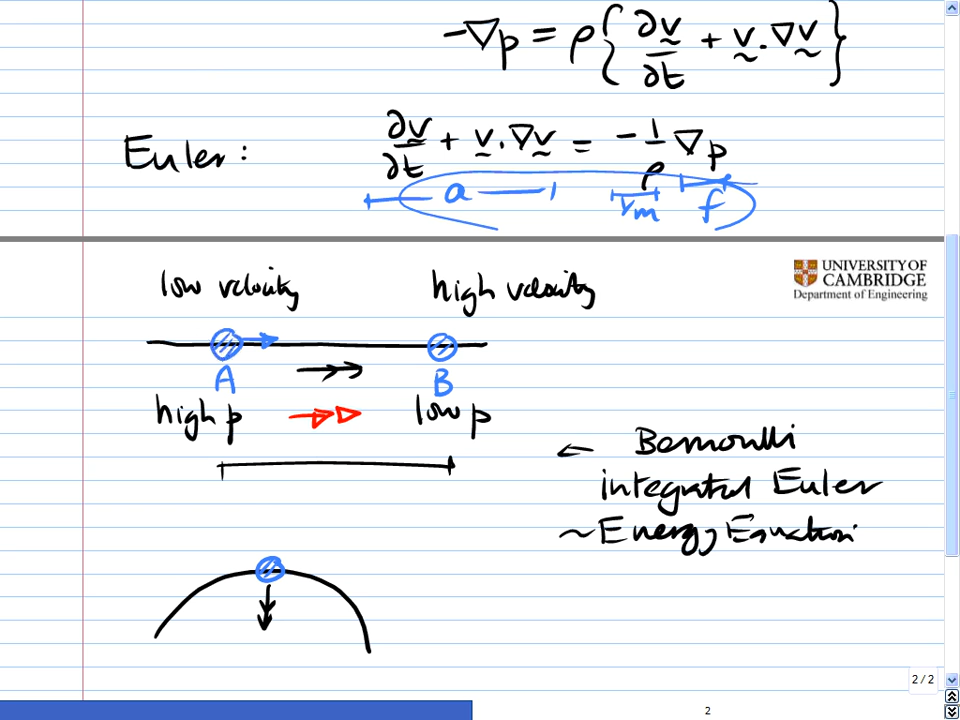 -∇p = ρ{∂v/∂t + v.∇v}
Euler: ∂v/∂t + v.∇v = -1/ρ ∇p
a 1/m f
low velocity high velocity
UNIVERSITY OF
CAMBRIDGE
Department of Engineering
A B
high p low p
← Bernoulli
integrated Euler
~ Energy Equation
2 / 2
2